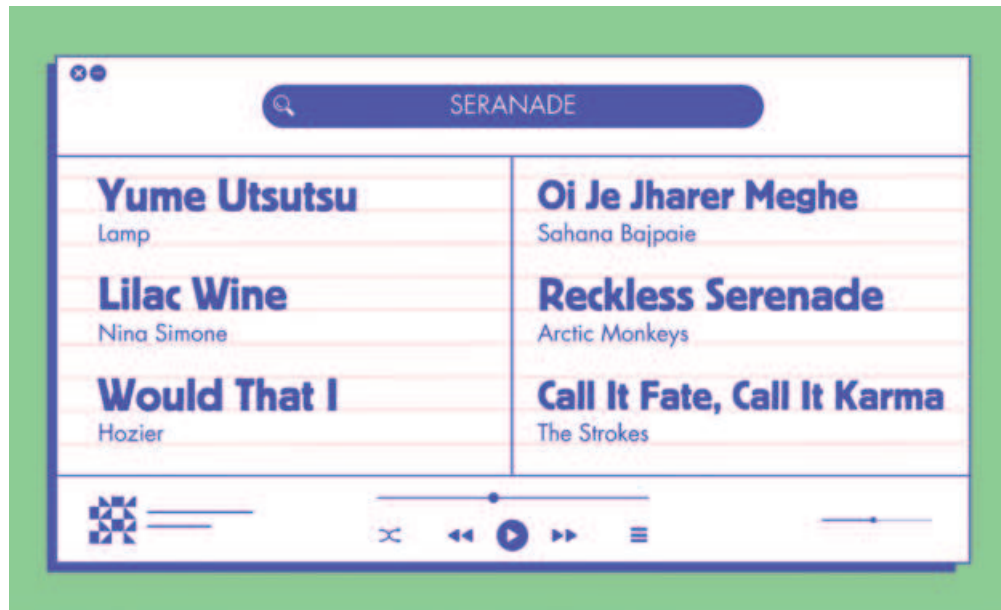 SERANADE
Yume Utsutsu
Lamp
Lilac Wine
Nina Simone
Would That I
Hozier
Oi Je Jharer Meghe
Sahana Bajpaie
Reckless Serenade
Arctic Monkeys
Call It Fate, Call It Karma
The Strokes